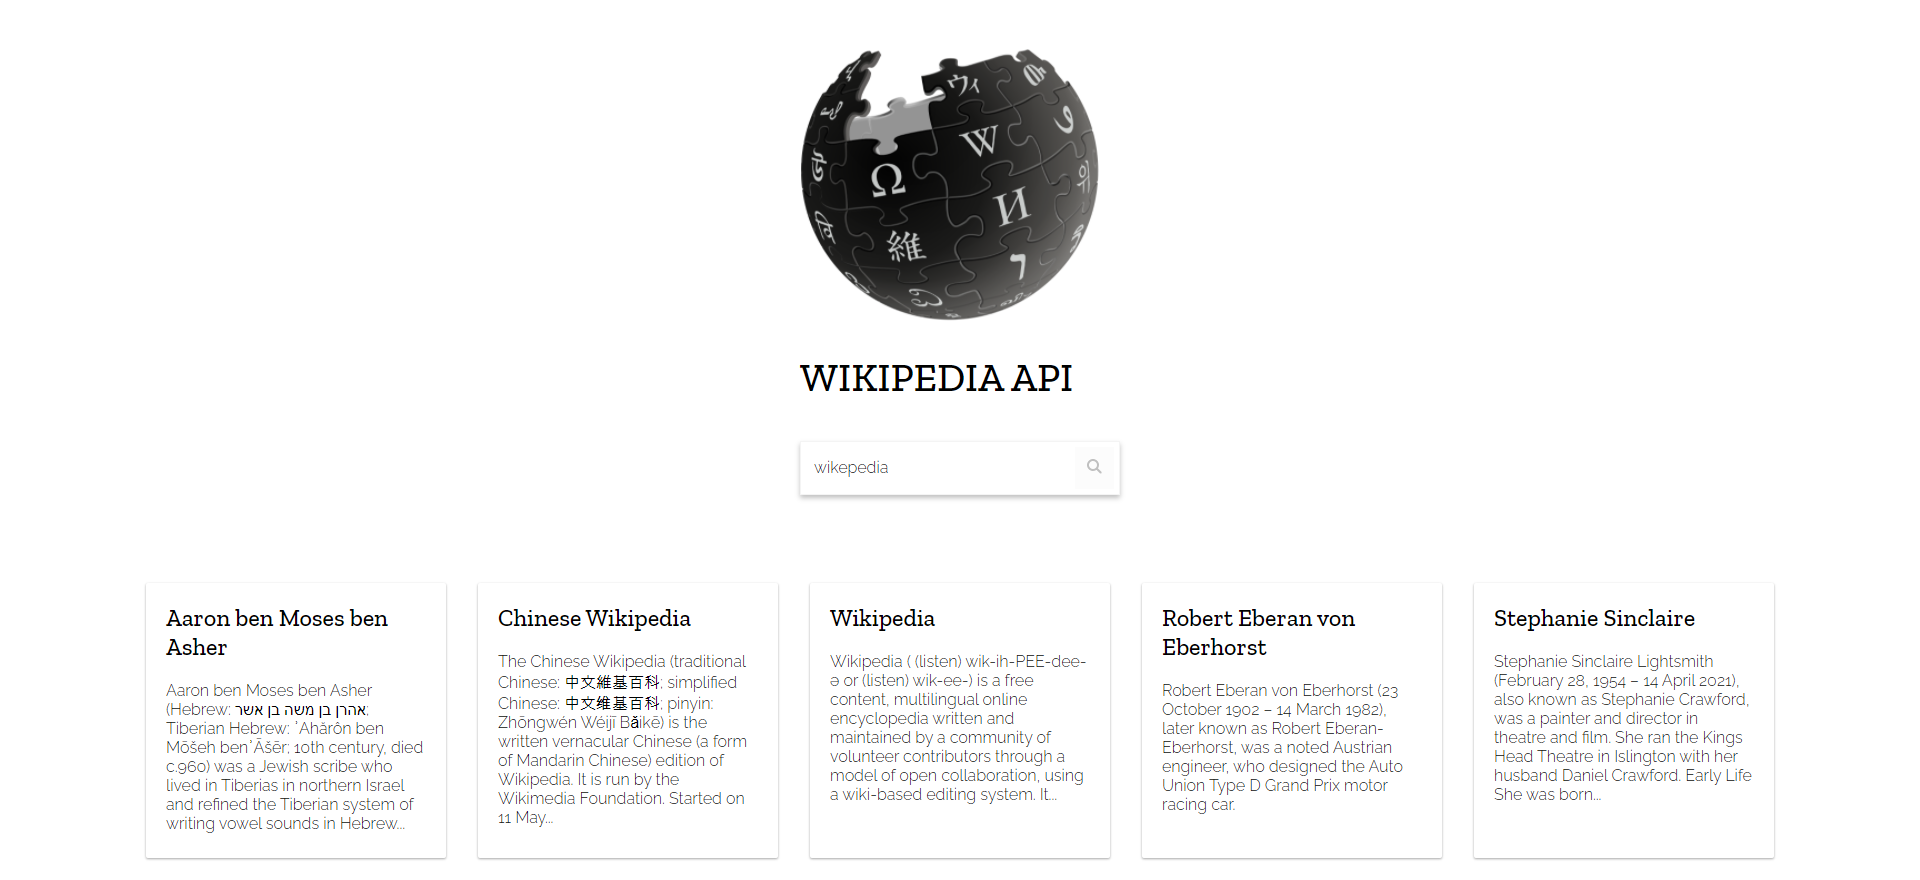 ウィ
W
Ω
И
維
WIKIPEDIA API
wikepedia
Aaron ben Moses ben
Asher
Aaron ben Moses ben Asher
(Hebrew: אהרן בן משה בן אשר;
Tiberian Hebrew: ʾAhărôn ben
Mōšeh benʾĀšēr; 10th century, died
c.960) was a Jewish scribe who
lived in Tiberias in northern Israel
and refined the Tiberian system of
writing vowel sounds in Hebrew...
Chinese Wikipedia
The Chinese Wikipedia (traditional
Chinese: 中文維基百科; simplified
Chinese: 中文维基百科; pinyin:
Zhōngwén Wéijī Bǎikē) is the
written vernacular Chinese (a form
of Mandarin Chinese) edition of
Wikipedia. It is run by the
Wikimedia Foundation. Started on
11 May...
Wikipedia
Wikipedia ( (listen) wik-ih-PEE-dee-
ə or (listen) wik-ee-) is a free
content, multilingual online
encyclopedia written and
maintained by a community of
volunteer contributors through a
model of open collaboration, using
a wiki-based editing system. It...
Robert Eberan von
Eberhorst
Robert Eberan von Eberhorst (23
October 1902 – 14 March 1982),
later known as Robert Eberan-
Eberhorst, was a noted Austrian
engineer, who designed the Auto
Union Type D Grand Prix motor
racing car.
Stephanie Sinclaire
Stephanie Sinclaire Lightsmith
(February 28, 1954 – 14 April 2021),
also known as Stephanie Crawford,
was a painter and director in
theatre and film. She ran the Kings
Head Theatre in Islington with her
husband Daniel Crawford. Early Life
She was born...